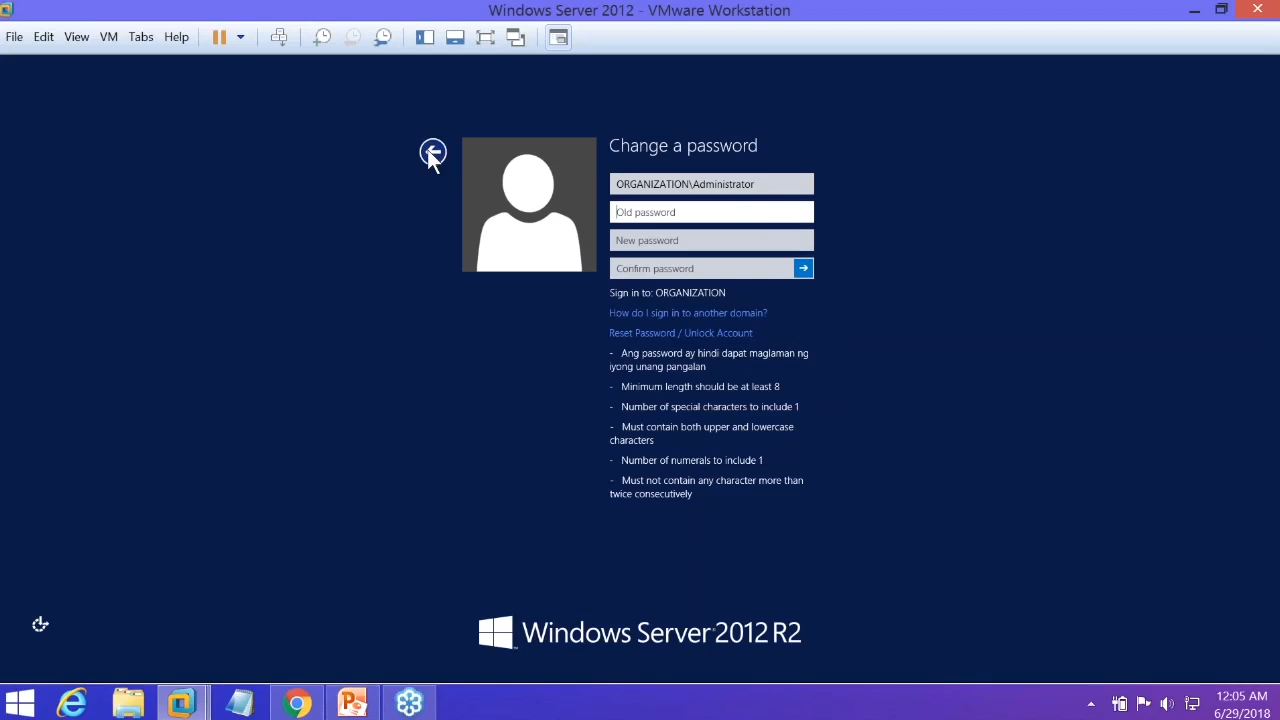 Windows Server 2012 - VMware Workstation
File Edit View VM Tabs Help
Change a password
ORGANIZATION\Administrator
Old password
New password
Confirm password
Sign in to: ORGANIZATION
How do I sign in to another domain?
Reset Password / Unlock Account
- Ang password ay hindi dapat maglaman ng
iyong unang pangalan
- Minimum length should be at least 8
- Number of special characters to include 1
- Must contain both upper and lowercase
characters
- Number of numerals to include 1
- Must not contain any character more than
twice consecutively
Windows Server 2012 R2
12:05 AM
6/29/2018